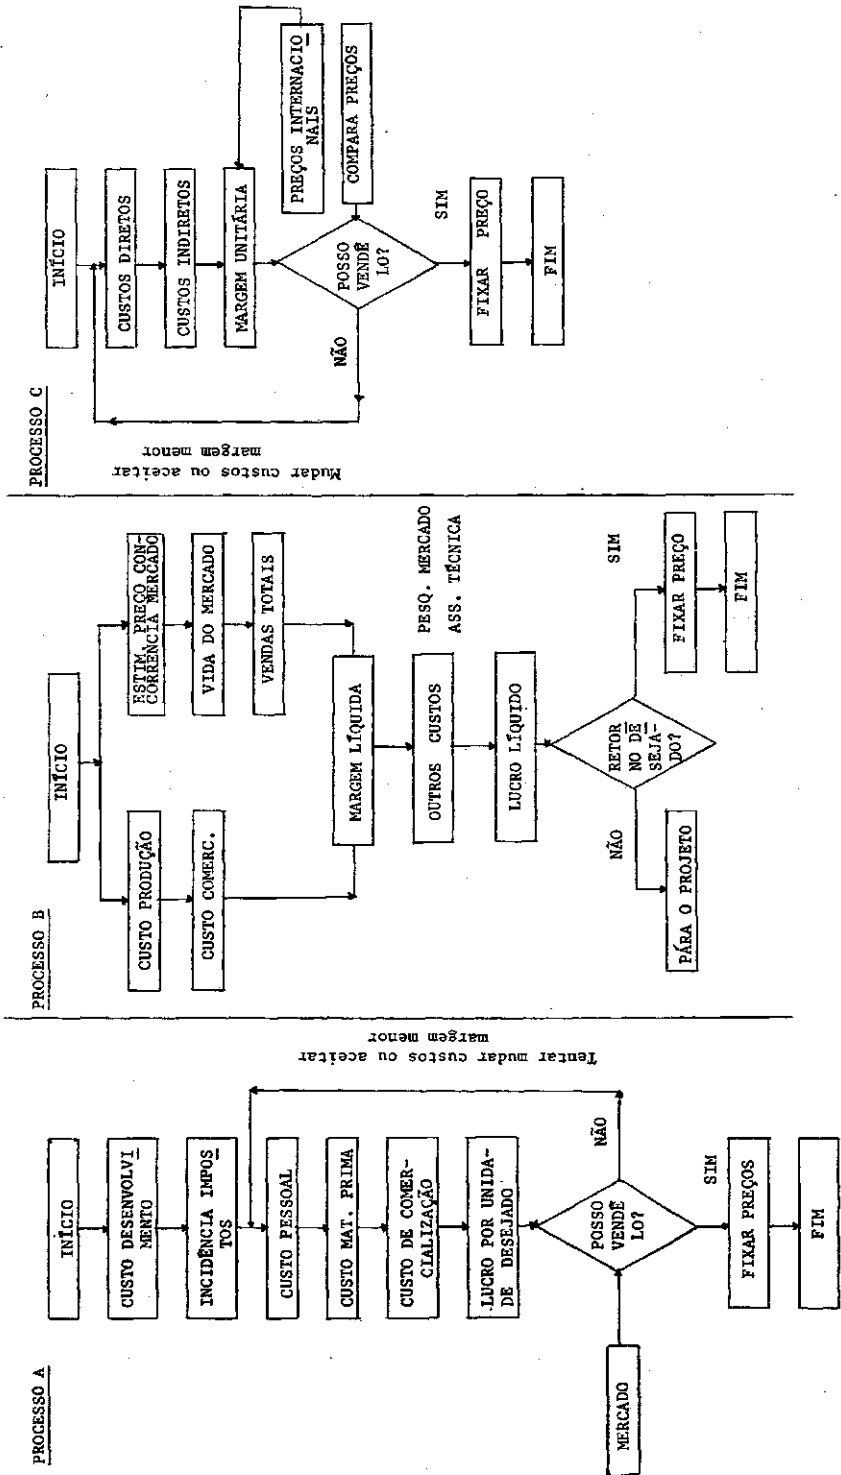 PROCESSO A
INÍCIO
CUSTO DESENVOLVI
MENTO
INCIDÊNCIA IMPOS
TOS
CUSTO PESSOAL
CUSTO MAT. PRIMA
CUSTO DE COMER-
CIALIZAÇÃO
LUCRO POR UNIDA-
DE DESEJADO
MERCADO
POSSO
VENDÊ
LO?
NÃO
Tentar mudar custos ou aceitar
margem menor
SIM
FIXAR PREÇOS
FIM
PROCESSO B
INÍCIO
CUSTO PRODUÇÃO
CUSTO COMERC.
ESTIM. PREÇO CON-
CORRÊNCIA MERCADO
VIDA DO MERCADO
VENDAS TOTAIS
MARGEM LÍQUIDA
OUTROS CUSTOS
PESQ. MERCADO
ASS. TÉCNICA
LUCRO LÍQUIDO
RETOR
NO DE
SEJA-
DO?
NÃO
PÁRA O PROJETO
SIM
FIXAR PREÇO
FIM
PROCESSO C
INÍCIO
CUSTOS DIRETOS
CUSTOS INDIRETOS
MARGEM UNITÁRIA
PREÇOS INTERNACIO
NAIS
COMPARA PREÇOS
POSSO
VENDÊ
LO?
NÃO
Mudar custos ou aceitar
margem menor
SIM
FIXAR PREÇO
FIM